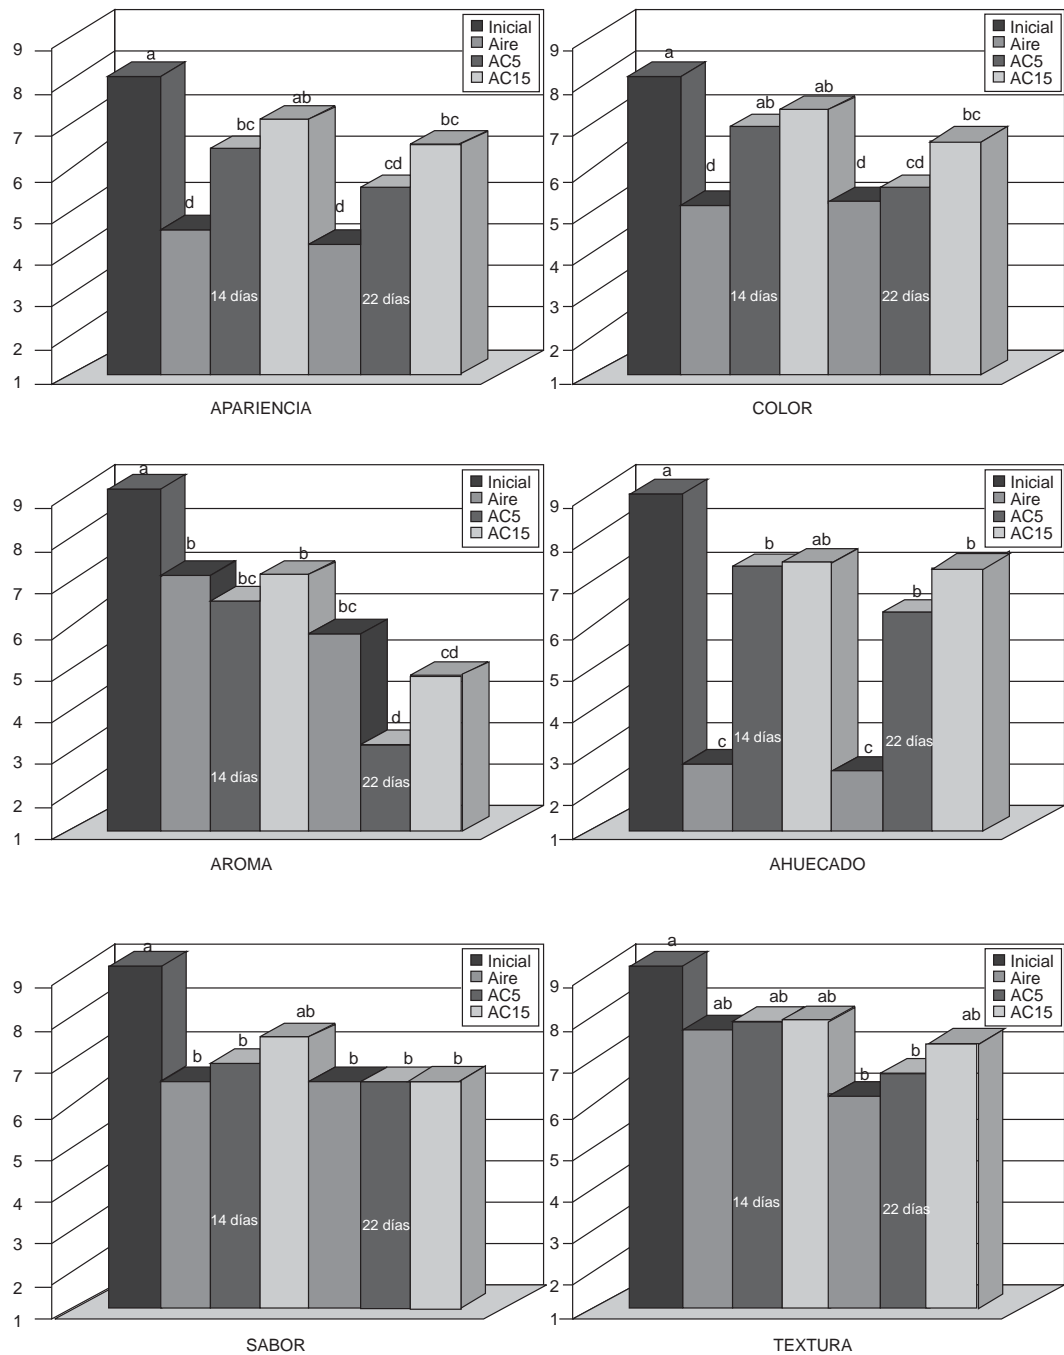 9
8
7
6
5
4
3
2
1
a
d
bc
ab
d
cd
bc
14 días
22 días
Inicial
Aire
AC5
AC15
APARIENCIA
9
8
7
6
5
4
3
2
1
a
d
ab
ab
d
cd
bc
14 días
22 días
Inicial
Aire
AC5
AC15
COLOR
9
8
7
6
5
4
3
2
1
a
b
bc
b
bc
d
cd
14 días
22 días
Inicial
Aire
AC5
AC15
AROMA
9
8
7
6
5
4
3
2
1
a
c
b
ab
c
b
b
14 días
22 días
Inicial
Aire
AC5
AC15
AHUECADO
9
8
7
6
5
4
3
2
1
a
b
b
ab
b
b
b
14 días
22 días
Inicial
Aire
AC5
AC15
SABOR
9
8
7
6
5
4
3
2
1
a
ab
ab
ab
b
b
ab
14 días
22 días
Inicial
Aire
AC5
AC15
TEXTURA